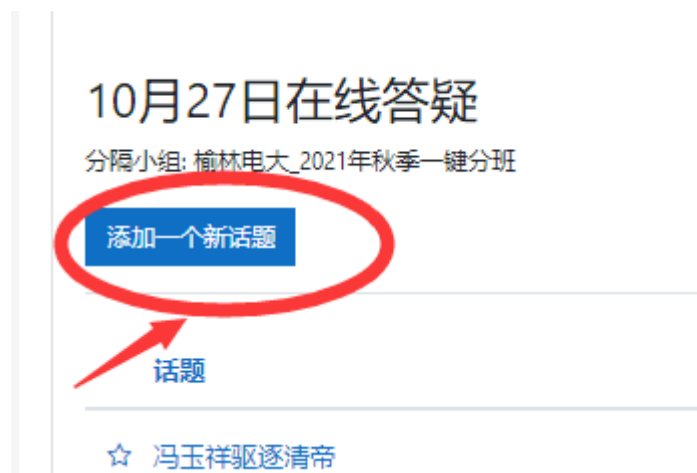 10月27日在线答疑
分隔小组: 榆林电大_2021年秋季一键分班
添加一个新话题
话题
冯玉祥驱逐清帝